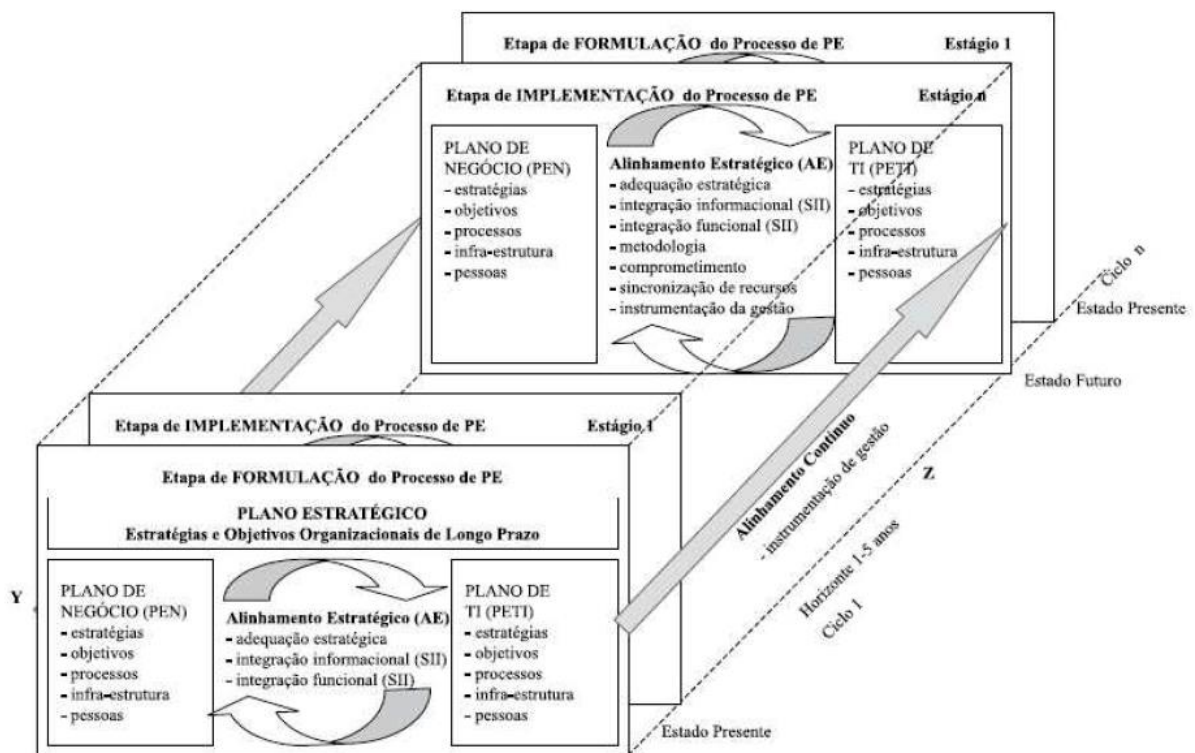 Etapa de FORMULAÇÃO do Processo de PE Estágio 1
Etapa de IMPLEMENTAÇÃO do Processo de PE Estágio n
PLANO DE
NEGÓCIO (PEN)
- estratégias
- objetivos
- processos
- infra-estrutura
- pessoas
Alinhamento Estratégico (AE)
- adequação estratégica
- integração informacional (SII)
- integração funcional (SII)
- metodologia
- comprometimento
- sincronização de recursos
- instrumentação da gestão
PLANO DE
TI (PETI)
- estratégias
- objetivos
- processos
- infra-estrutura
- pessoas
Ciclo n
Estado Presente
Estado Futuro
Alinhamento Contínuo
- instrumentação de gestão
Z
Horizonte 1-5 anos
Ciclo 1
Etapa de IMPLEMENTAÇÃO do Processo de PE Estágio 1
Etapa de FORMULAÇÃO do Processo de PE
PLANO ESTRATÉGICO
Estratégias e Objetivos Organizacionais de Longo Prazo
Y
PLANO DE
NEGÓCIO (PEN)
- estratégias
- objetivos
- processos
- infra-estrutura
- pessoas
Alinhamento Estratégico (AE)
- adequação estratégica
- integração informacional (SII)
- integração funcional (SII)
PLANO DE
TI (PETI)
- estratégias
- objetivos
- processos
- infra-estrutura
- pessoas
Estado Presente